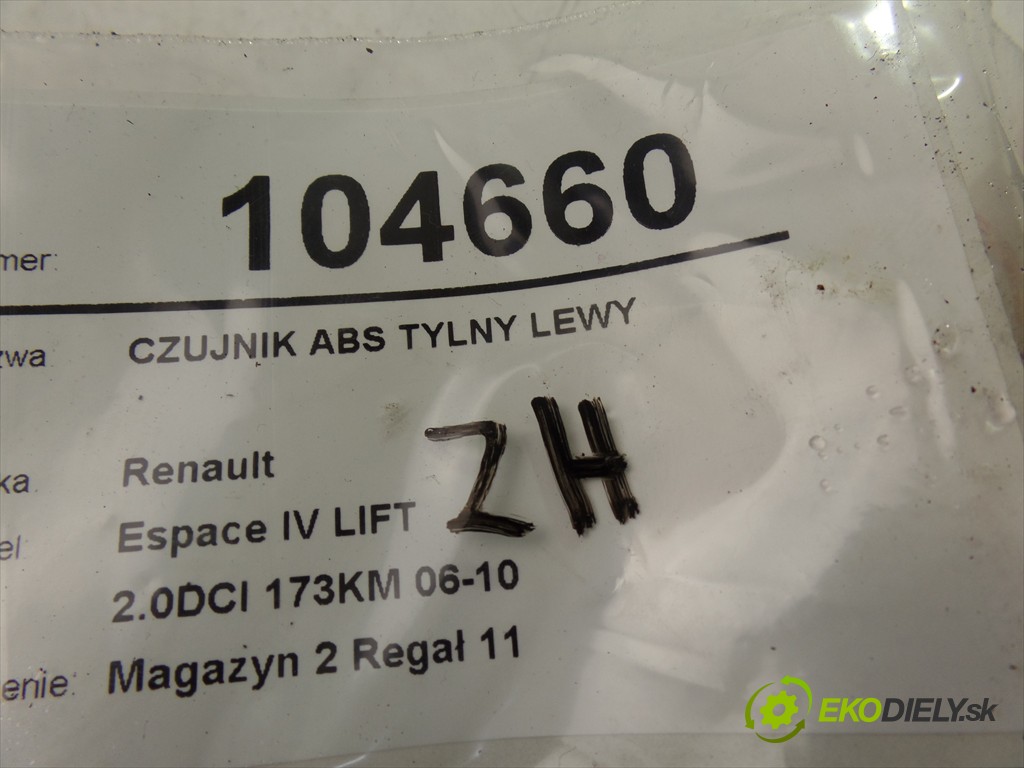 104660
mer:
zwa
CZUJNIK ABS TYLNY LEWY
ka
Renault
ZH
el:
Espace IV LIFT
2.0DCI 173KM 06-10
enie:
Magazyn 2 Regał 11
EKODIELY.sk